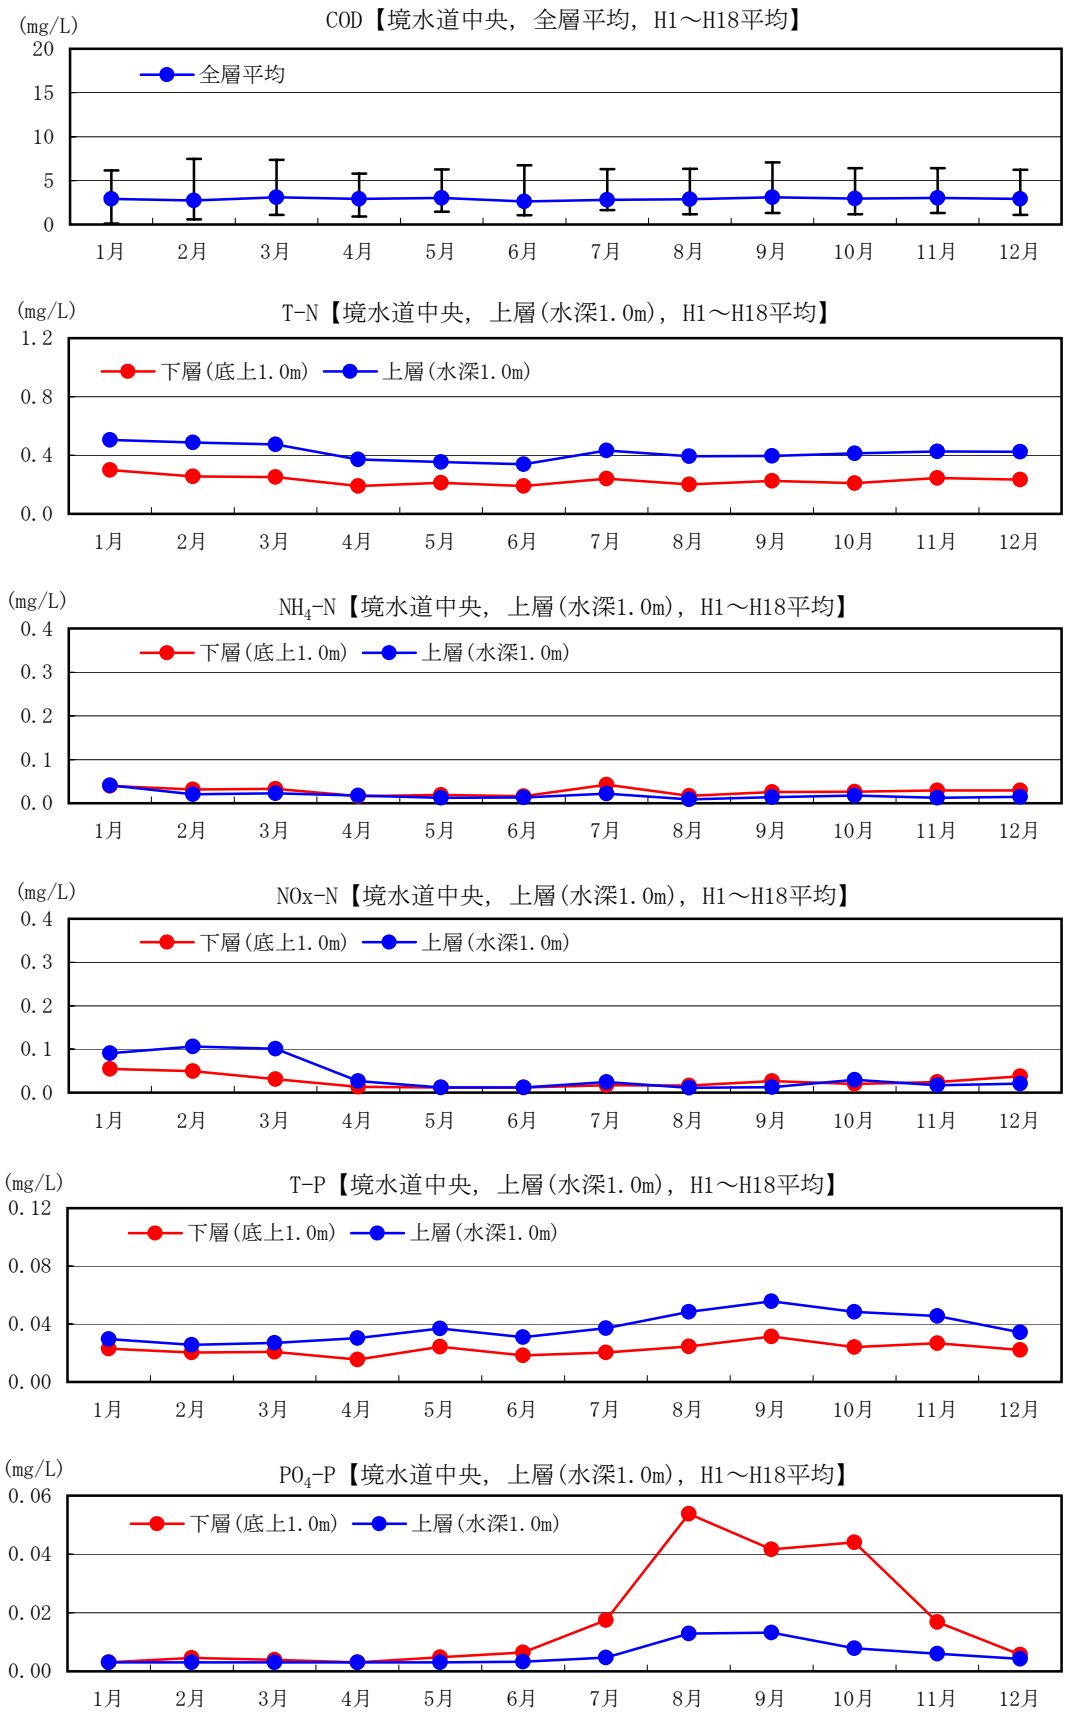 (mg/L)
COD【境水道中央, 全層平均, H1～H18平均】
20
全層平均
15
10
5
0
1月 2月 3月 4月 5月 6月 7月 8月 9月 10月 11月 12月
(mg/L)
T-N【境水道中央, 上層(水深1.0m), H1～H18平均】
1.2
下層(底上1.0m) 上層(水深1.0m)
0.8
0.4
0.0
1月 2月 3月 4月 5月 6月 7月 8月 9月 10月 11月 12月
(mg/L)
NH4-N【境水道中央, 上層(水深1.0m), H1～H18平均】
0.4
下層(底上1.0m) 上層(水深1.0m)
0.3
0.2
0.1
0.0
1月 2月 3月 4月 5月 6月 7月 8月 9月 10月 11月 12月
(mg/L)
NOx-N【境水道中央, 上層(水深1.0m), H1～H18平均】
0.4
下層(底上1.0m) 上層(水深1.0m)
0.3
0.2
0.1
0.0
1月 2月 3月 4月 5月 6月 7月 8月 9月 10月 11月 12月
(mg/L)
T-P【境水道中央, 上層(水深1.0m), H1～H18平均】
0.12
下層(底上1.0m) 上層(水深1.0m)
0.08
0.04
0.00
1月 2月 3月 4月 5月 6月 7月 8月 9月 10月 11月 12月
(mg/L)
PO4-P【境水道中央, 上層(水深1.0m), H1～H18平均】
0.06
下層(底上1.0m) 上層(水深1.0m)
0.04
0.02
0.00
1月 2月 3月 4月 5月 6月 7月 8月 9月 10月 11月 12月